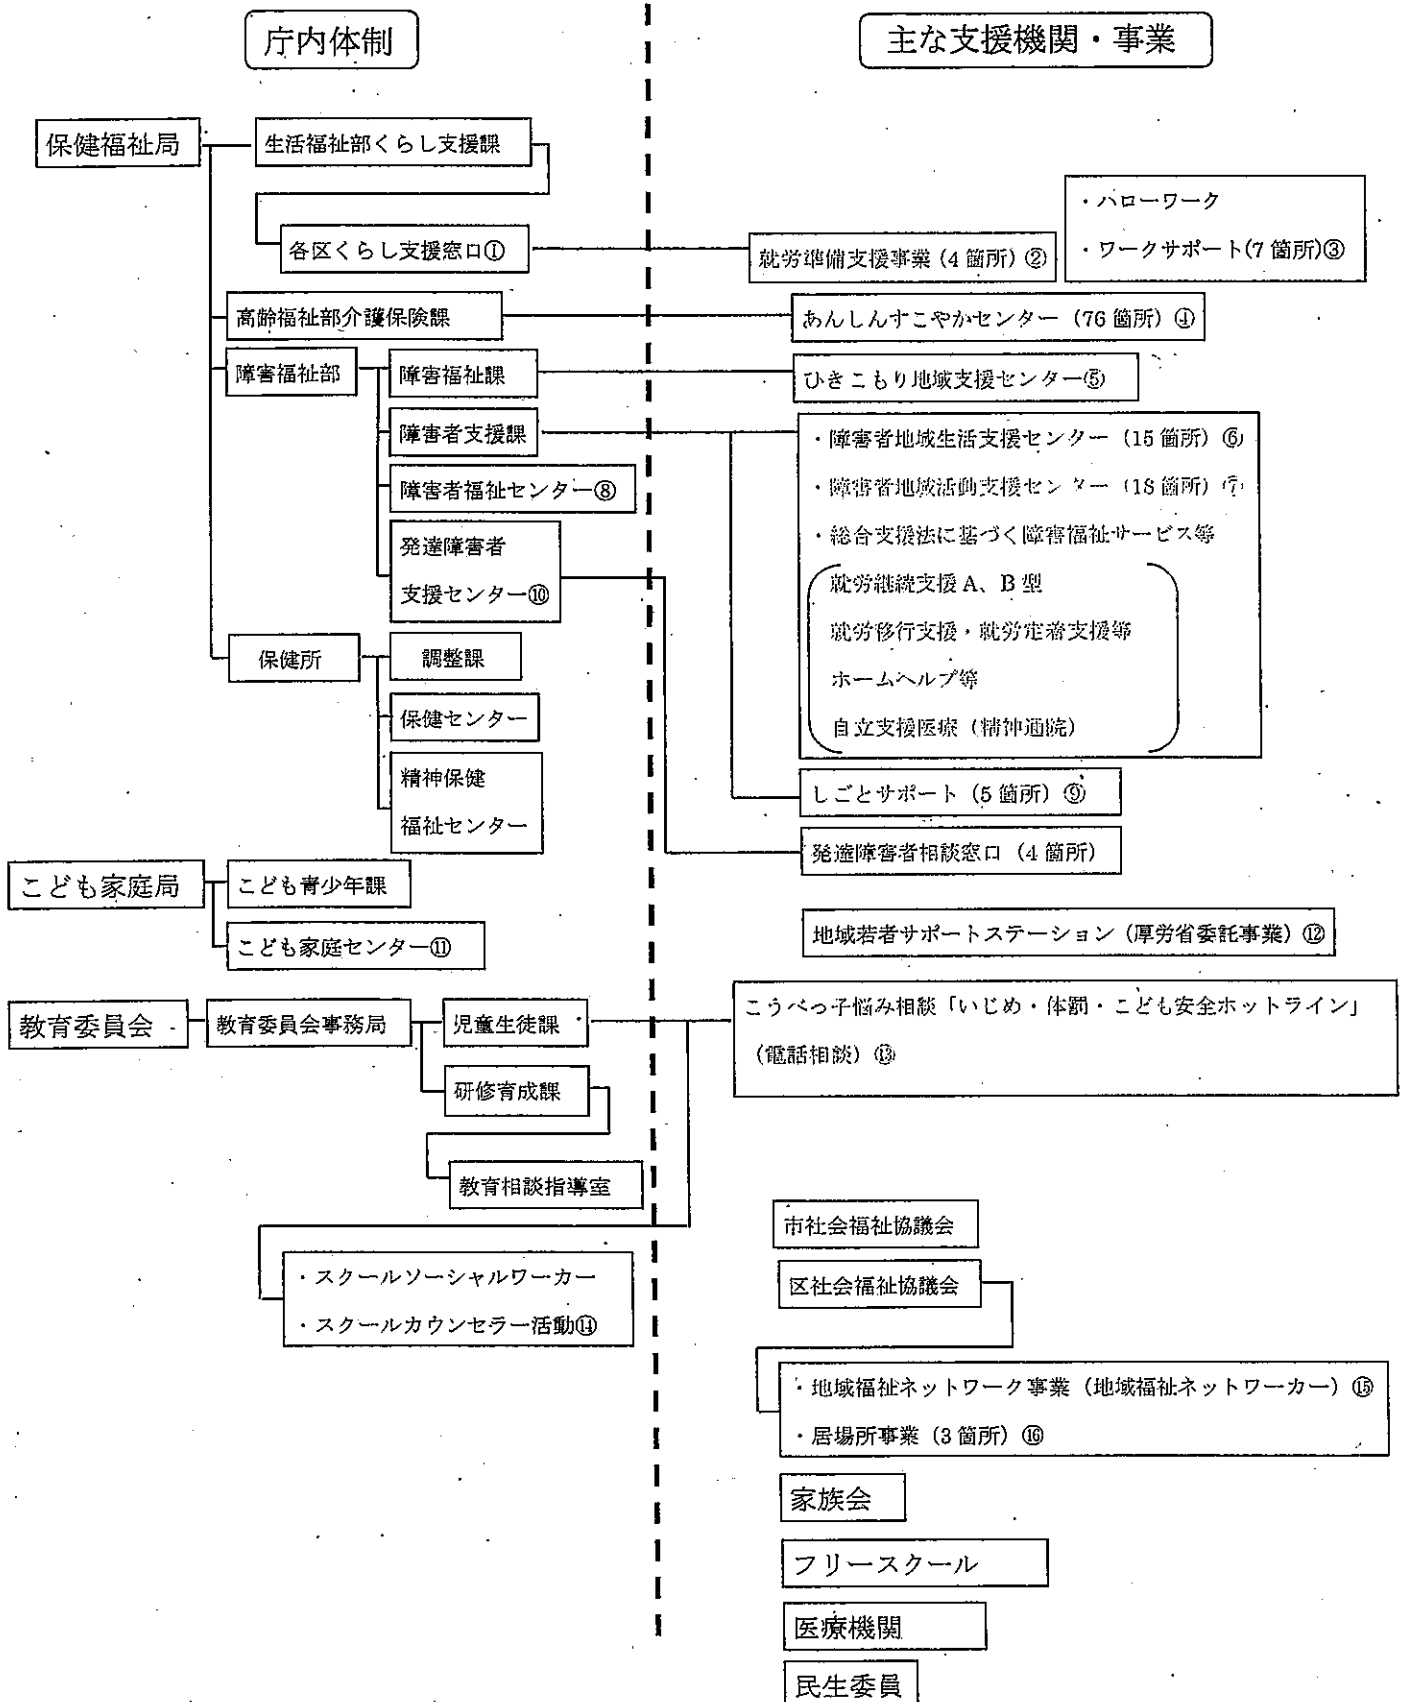 庁内体制
主な支援機関・事業
保健福祉局
生活福祉部くらし支援課
各区くらし支援窓口①
就労準備支援事業(4箇所)②
・ハローワーク
・ワークサポート(7箇所)③
高齢福祉部介護保険課
あんしんすこやかセンター(76箇所)④
障害福祉部
障害福祉課
ひきこもり地域支援センター⑤
障害者支援課
・障害者地域生活支援センター(15箇所)⑥
・障害者地域活動支援センター(18箇所)⑦
・総合支援法に基づく障害福祉サービス等
就労継続支援A、B型
就労移行支援・就労定着支援等
ホームヘルプ等
自立支援医療(精神通院)
しごとサポート(5箇所)⑨
障害者福祉センター⑧
発達障害者
支援センター⑩
発達障害者相談窓口(4箇所)
保健所
調整課
保健センター
精神保健
福祉センター
こども家庭局
こども青少年課
こども家庭センター⑪
地域若者サポートステーション(厚労省委託事業)⑫
教育委員会
教育委員会事務局
児童生徒課
こうべっ子悩み相談「いじめ・体罰・こども安全ホットライン」
(電話相談)⑬
研修育成課
教育相談指導室
・スクールソーシャルワーカー
・スクールカウンセラー活動⑭
市社会福祉協議会
区社会福祉協議会
・地域福祉ネットワーク事業(地域福祉ネットワーカー)⑮
・居場所事業(3箇所)⑯
家族会
フリースクール
医療機関
民生委員